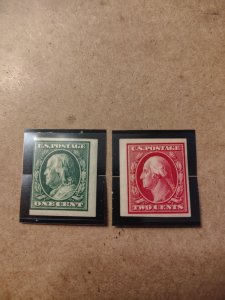 U.S. POSTAGE
ONE CENT
U.S. POSTAGE
TWO CENTS